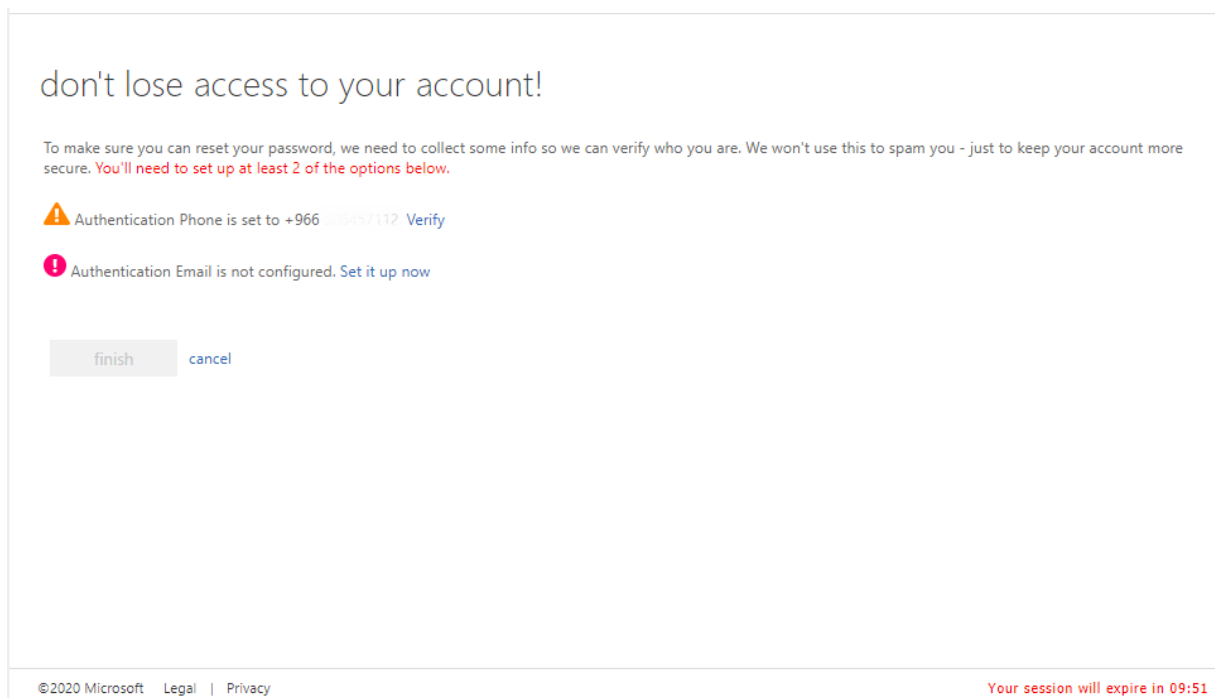 don't lose access to your account!
To make sure you can reset your password, we need to collect some info so we can verify who you are. We won't use this to spam you - just to keep your account more
secure. You'll need to set up at least 2 of the options below.
Authentication Phone is set to +966 Verify
Authentication Email is not configured. Set it up now
finish cancel
©2020 Microsoft Legal | Privacy Your session will expire in 09:51